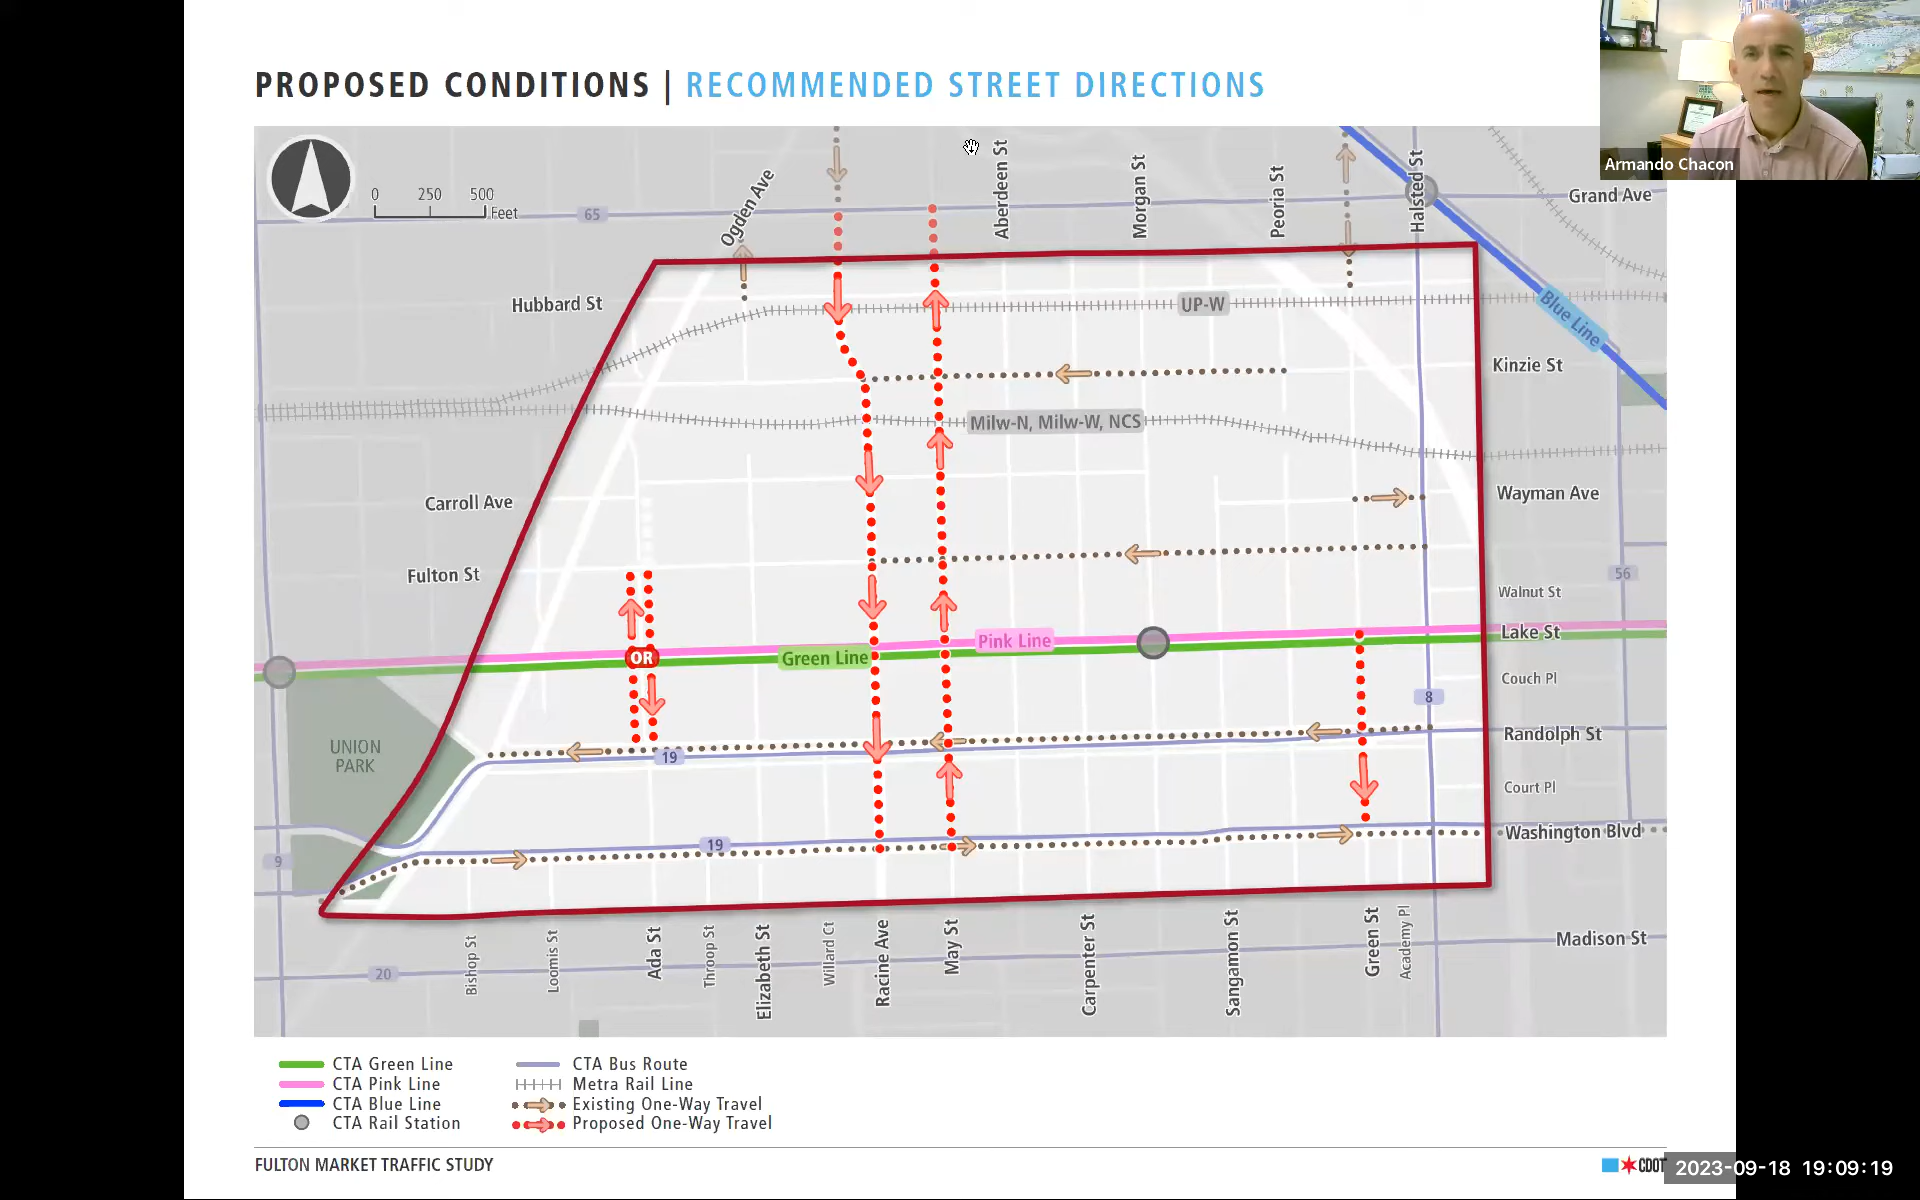 PROPOSED CONDITIONS | RECOMMENDED STREET DIRECTIONS
Armando Chacon
0 250 500
Feet
65
Ogden Ave
Aberdeen St
Morgan St
Peoria St
Halsted St
Grand Ave
Hubbard St
UP-W
Blue Line
Kinzie St
Milw-N, Milw-W, NCS
Carroll Ave
Wayman Ave
Fulton St
56
Walnut St
Pink Line
Lake St
OR
Green Line
Couch Pl
8
UNION
PARK
Randolph St
19
Court Pl
19
Washington Blvd
9
Madison St
20
Bishop St
Loomis St
Ada St
Throop St
Elizabeth St
Willard Ct
Racine Ave
May St
Carpenter St
Sangamon St
Green St
Academy Pl
CTA Green Line
CTA Pink Line
CTA Blue Line
CTA Rail Station
CTA Bus Route
Metra Rail Line
Existing One-Way Travel
Proposed One-Way Travel
FULTON MARKET TRAFFIC STUDY
CDOT
2023-09-18 19:09:19